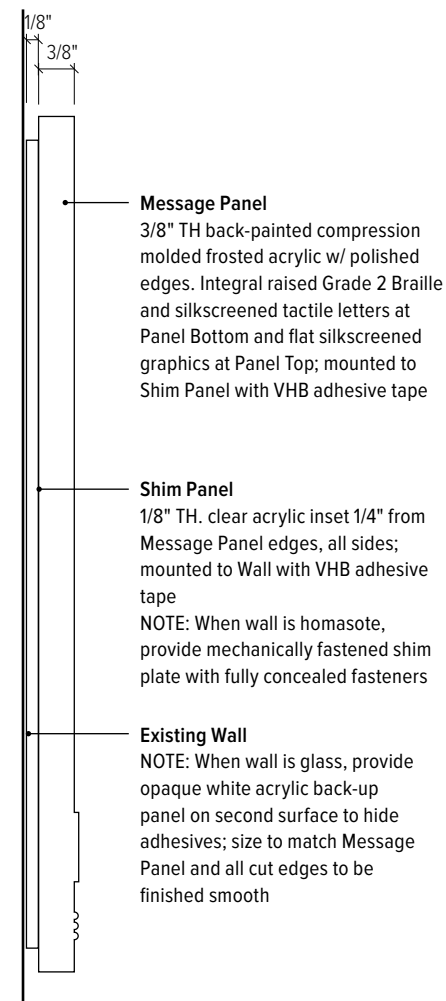 1/8"
3/8"
Message Panel
3/8" TH back-painted compression
molded frosted acrylic w/ polished
edges. Integral raised Grade 2 Braille
and silkscreened tactile letters at
Panel Bottom and flat silkscreened
graphics at Panel Top; mounted to
Shim Panel with VHB adhesive tape
Shim Panel
1/8" TH. clear acrylic inset 1/4" from
Message Panel edges, all sides;
mounted to Wall with VHB adhesive
tape
NOTE: When wall is homasote,
provide mechanically fastened shim
plate with fully concealed fasteners
Existing Wall
NOTE: When wall is glass, provide
opaque white acrylic back-up
panel on second surface to hide
adhesives; size to match Message
Panel and all cut edges to be
finished smooth